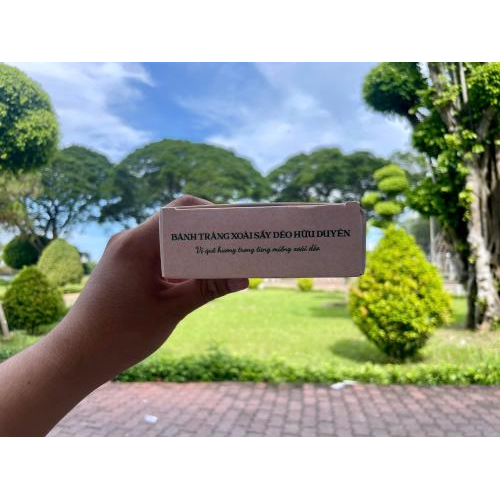 BÁNH TRÁNG XOÀI SẤY DẺO HỮU DUYÊN
Vị quê hương trong từng miếng xoài dẻo